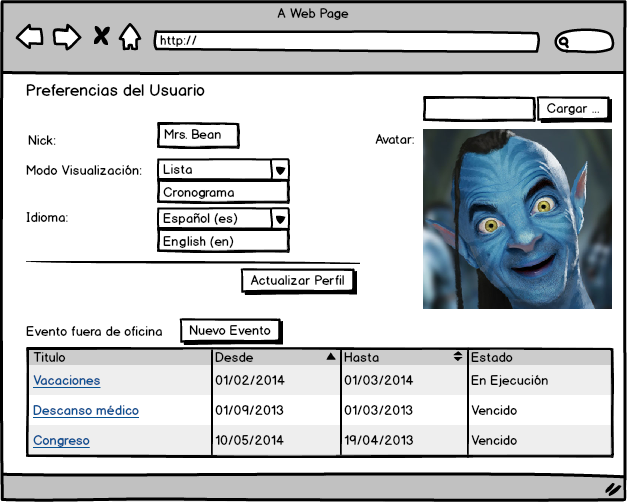 A Web Page
http://
Preferencias del Usuario
Cargar ...
Nick:
Mrs. Bean
Avatar:
Modo Visualización:
Lista
Cronograma
Idioma:
Español (es)
English (en)
Actualizar Perfil
Evento fuera de oficina
Nuevo Evento
Titulo Desde Hasta Estado
Vacaciones 01/02/2014 01/03/2014 En Ejecución
Descanso médico 01/09/2013 01/03/2013 Vencido
Congreso 10/05/2014 19/04/2013 Vencido